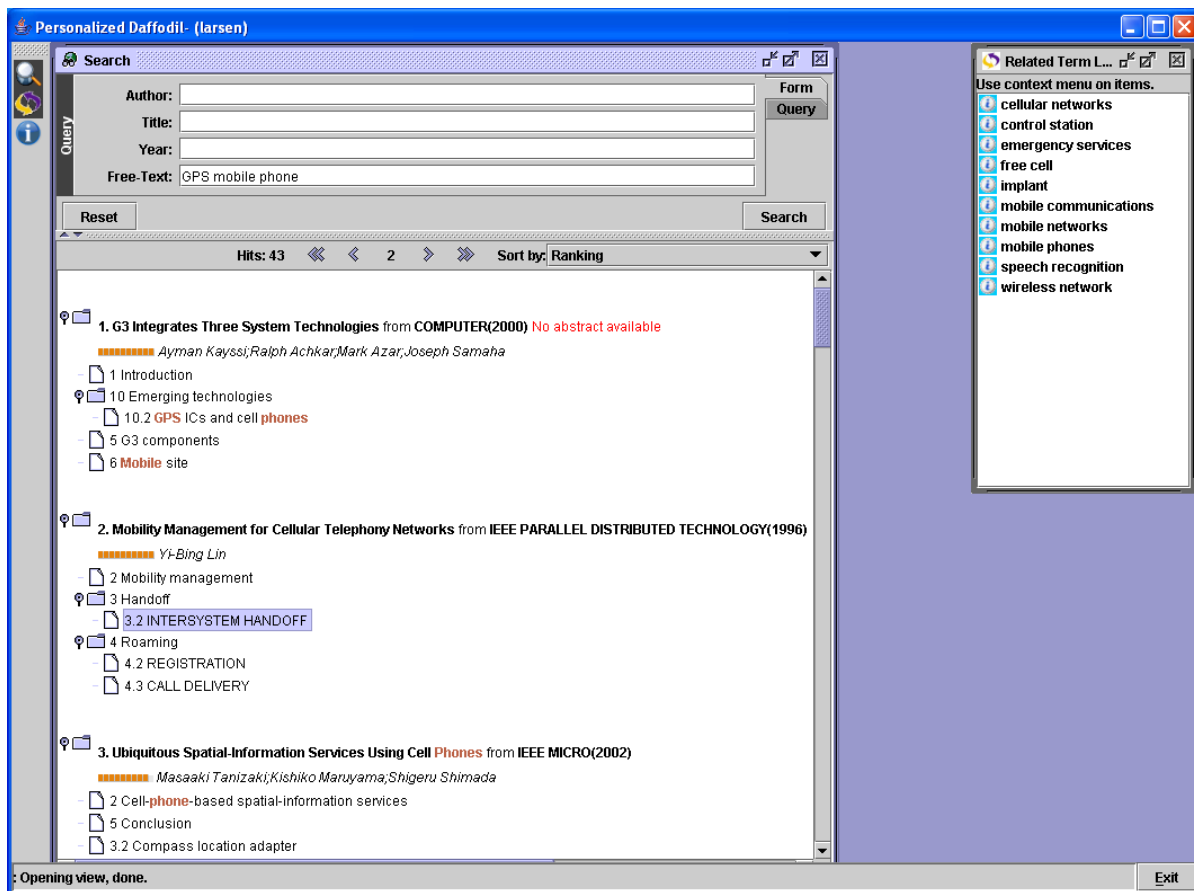 Personalized Daffodil- (larsen)
Search
Query
Author:
Title:
Year:
Free-Text: GPS mobile phone
Form
Query
Reset
Search
Hits: 43 2 Sort by: Ranking
1. G3 Integrates Three System Technologies from COMPUTER(2000) No abstract available
Ayman Kayssi;Ralph Achkar;Mark Azar;Joseph Samaha
1 Introduction
10 Emerging technologies
10.2 GPS ICs and cell phones
5 G3 components
6 Mobile site
2. Mobility Management for Cellular Telephony Networks from IEEE PARALLEL DISTRIBUTED TECHNOLOGY(1996)
Yi-Bing Lin
2 Mobility management
3 Handoff
3.2 INTERSYSTEM HANDOFF
4 Roaming
4.2 REGISTRATION
4.3 CALL DELIVERY
3. Ubiquitous Spatial-Information Services Using Cell Phones from IEEE MICRO(2002)
Masaaki Tanizaki;Kishiko Maruyama;Shigeru Shimada
2 Cell-phone-based spatial-information services
5 Conclusion
3.2 Compass location adapter
Related Term L...
Use context menu on items.
cellular networks
control station
emergency services
free cell
implant
mobile communications
mobile networks
mobile phones
speech recognition
wireless network
: Opening view, done.
Exit